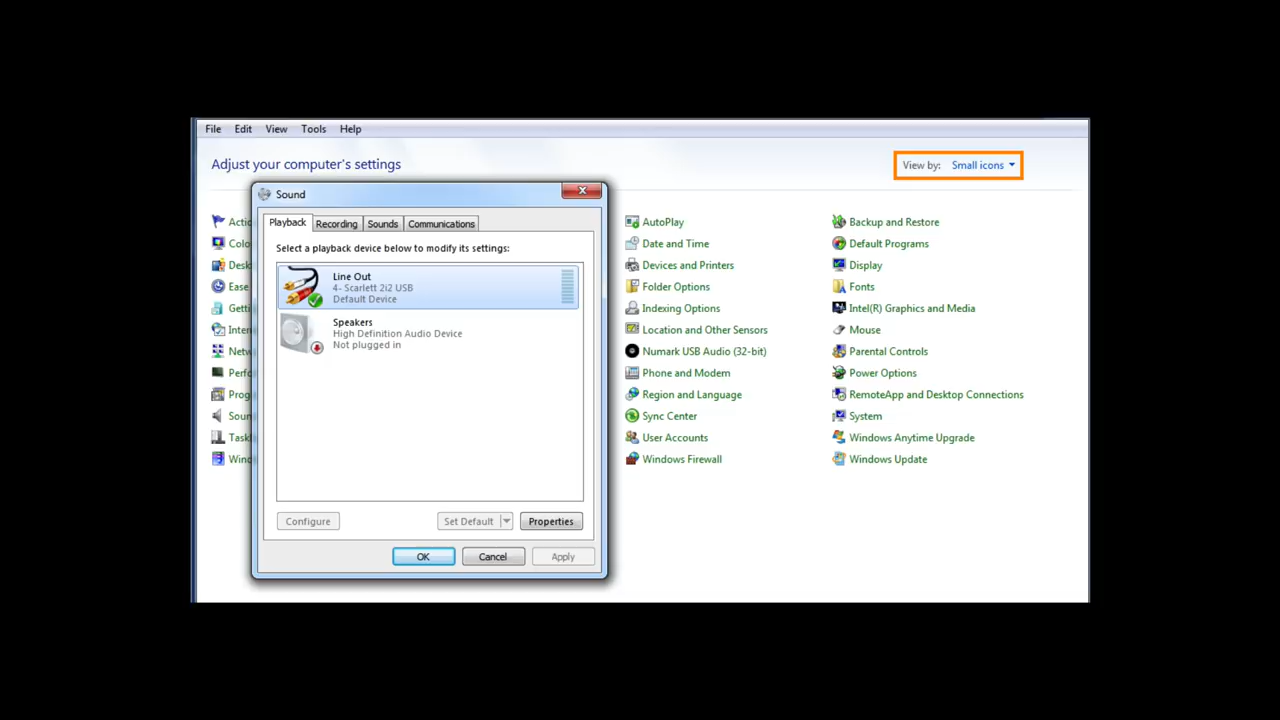 File Edit View Tools Help
Adjust your computer's settings
View by: Small icons
Sound
Playback Recording Sounds Communications
Select a playback device below to modify its settings:
Line Out
4- Scarlett 2i2 USB
Default Device
Speakers
High Definition Audio Device
Not plugged in
Configure Set Default Properties
OK Cancel Apply
AutoPlay
Date and Time
Devices and Printers
Folder Options
Indexing Options
Location and Other Sensors
Numark USB Audio (32-bit)
Phone and Modem
Region and Language
Sync Center
User Accounts
Windows Firewall
Backup and Restore
Default Programs
Display
Fonts
Intel(R) Graphics and Media
Mouse
Parental Controls
Power Options
RemoteApp and Desktop Connections
System
Windows Anytime Upgrade
Windows Update